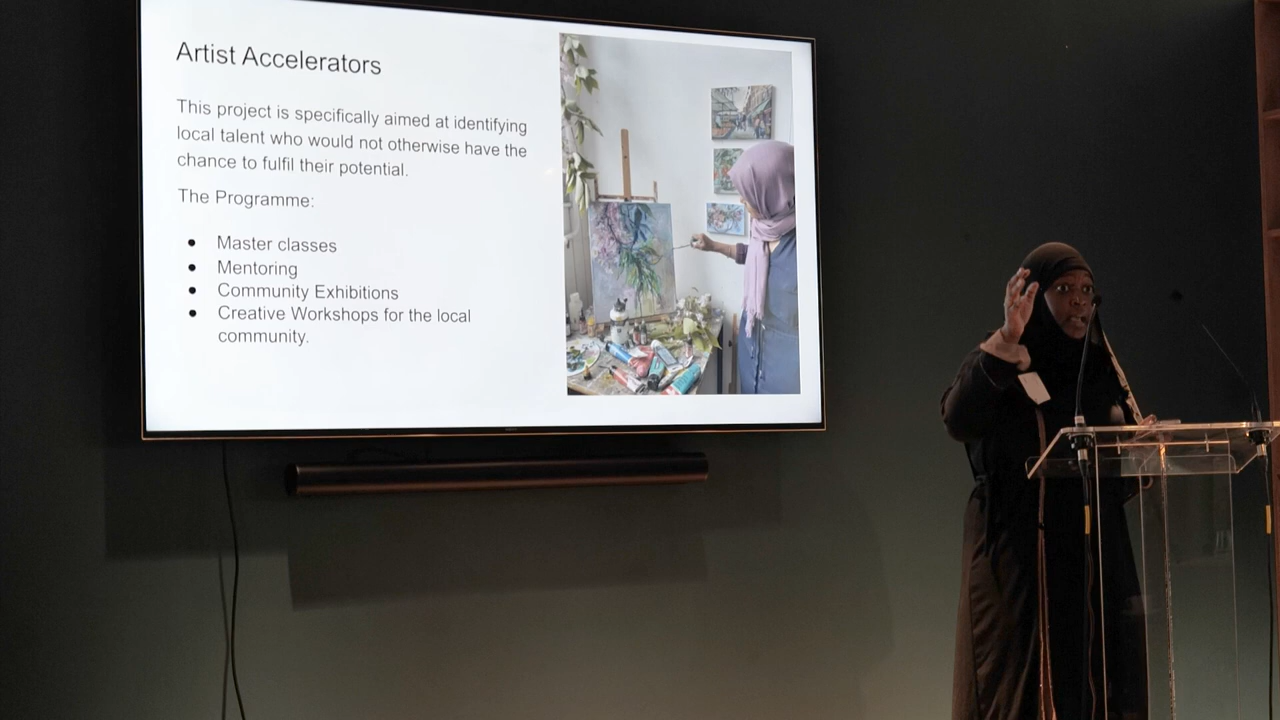 Artist Accelerators
This project is specifically aimed at identifying
local talent who would not otherwise have the
chance to fulfil their potential.
The Programme:
● Master classes
● Mentoring
● Community Exhibitions
● Creative Workshops for the local
community.